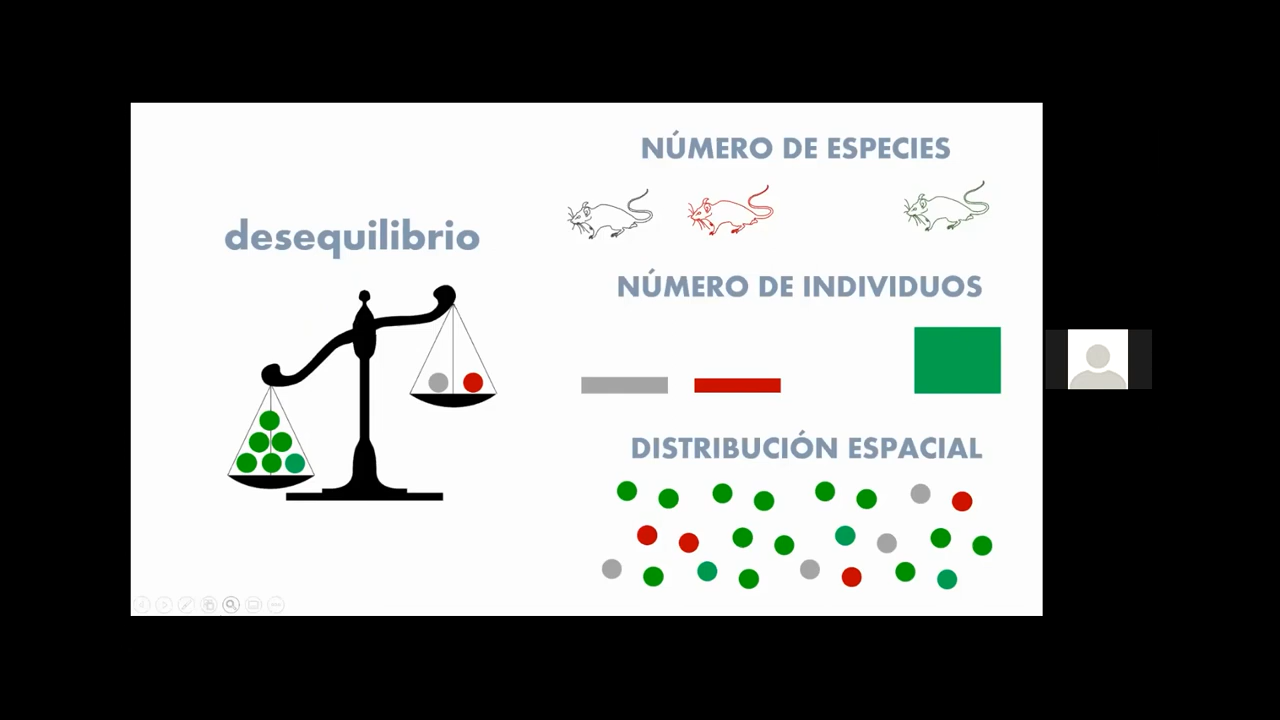 desequilibrio
NÚMERO DE ESPECIES
NÚMERO DE INDIVIDUOS
DISTRIBUCIÓN ESPACIAL